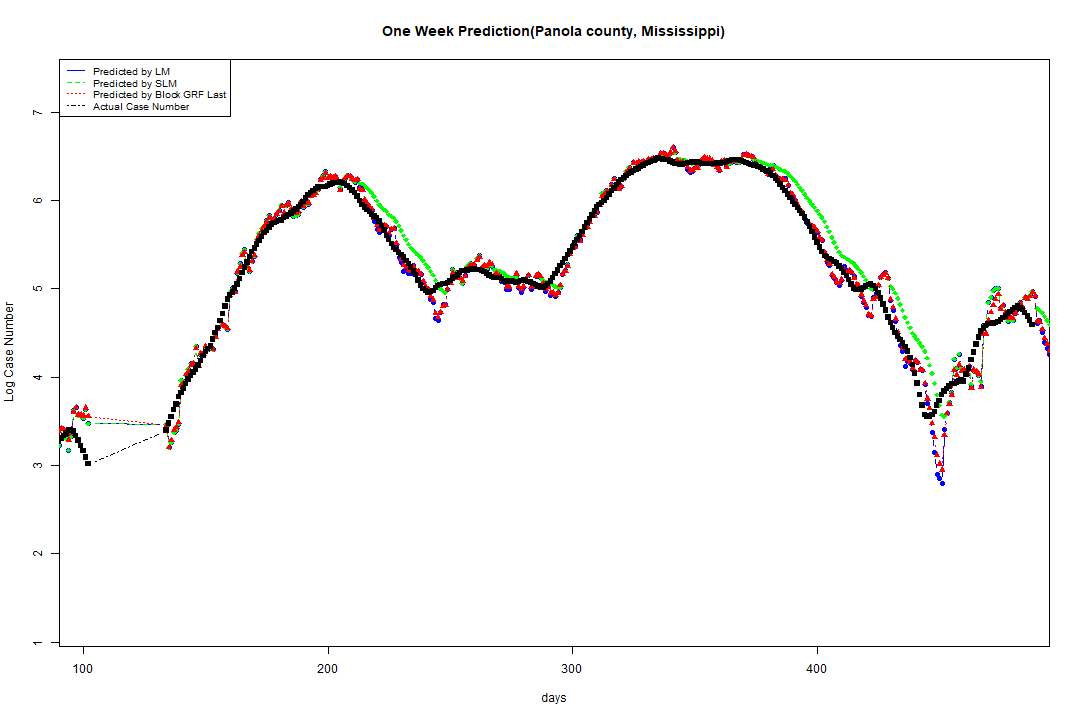 One Week Prediction(Panola county, Mississippi)
Predicted by LM
Predicted by SLM
Predicted by Block GRF Last
Actual Case Number
7
6
5
4
3
2
1
Log Case Number
100 200 300 400
days